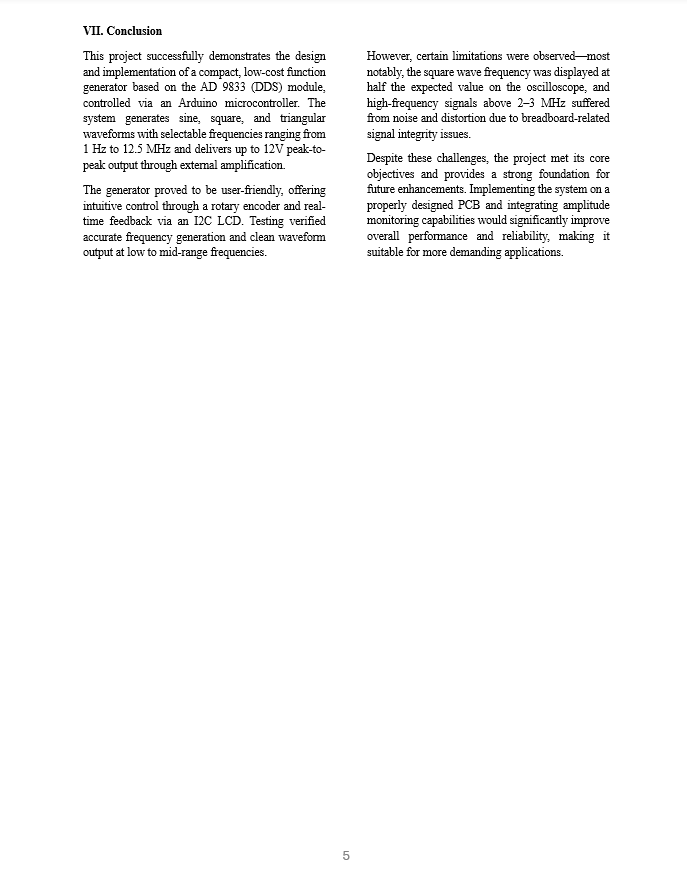 VII. Conclusion
This project successfully demonstrates the design
and implementation of a compact, low-cost function
generator based on the AD 9833 (DDS) module,
controlled via an Arduino microcontroller. The
system generates sine, square, and triangular
waveforms with selectable frequencies ranging from
1 Hz to 12.5 MHz and delivers up to 12V peak-to-
peak output through external amplification.
The generator proved to be user-friendly, offering
intuitive control through a rotary encoder and real-
time feedback via an I2C LCD. Testing verified
accurate frequency generation and clean waveform
output at low to mid-range frequencies.
However, certain limitations were observed—most
notably, the square wave frequency was displayed at
half the expected value on the oscilloscope, and
high-frequency signals above 2–3 MHz suffered
from noise and distortion due to breadboard-related
signal integrity issues.
Despite these challenges, the project met its core
objectives and provides a strong foundation for
future enhancements. Implementing the system on a
properly designed PCB and integrating amplitude
monitoring capabilities would significantly improve
overall performance and reliability, making it
suitable for more demanding applications.
5